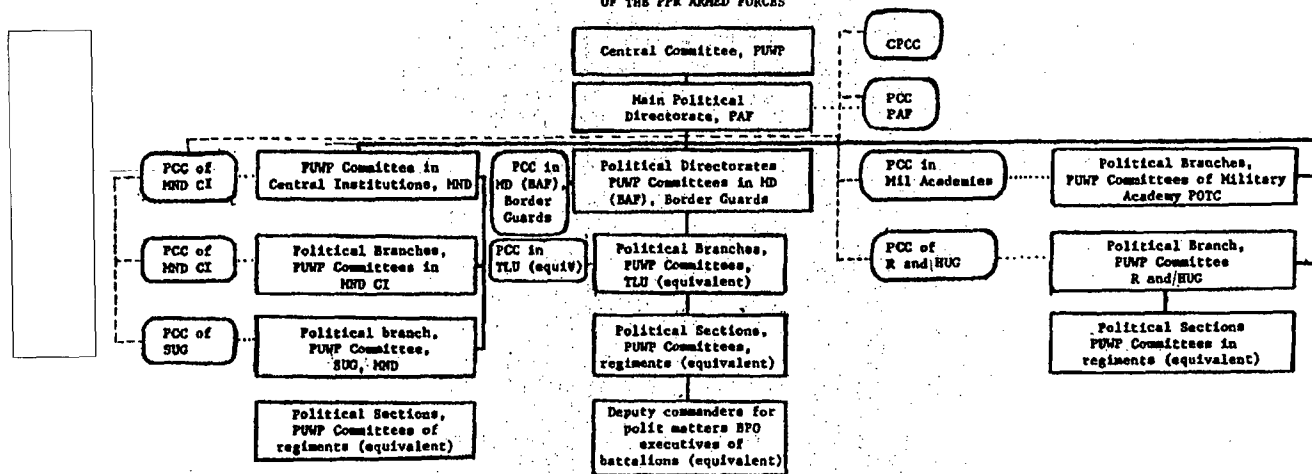 OF THE PPR ARMED FORCES
Central Committee, PUWP
CPCC
Main Political
Directorate, PAF
PCC
PAF
PCC of
MND CI
PUWP Committee in
Central Institutions, MND
PCC in
MD (BAF),
Border
Guards
Political Directorates
PUWP Committees in MD
(BAF), Border Guards
PCC in
Mil Academies
Political Branches,
PUWP Committees of Military
Academy POTC
PCC of
MND CI
Political Branches,
PUWP Committees in
MND CI
PCC in
TLU (equiv)
Political Branches,
PUWP Committees,
TLU (equivalent)
PCC of
R and/HUG
Political Branch,
PUWP Committee
R and/HUG
PCC of
SUG
Political branch,
PUWP Committee,
SUG, MND
Political Sections,
PUWP Committees,
regiments (equivalent)
Political Sections
PUWP Committees in
regiments (equivalent)
Political Sections,
PUWP Committees of
regiments (equivalent)
Deputy commanders for
polit matters BPO
executives of
battalions (equivalent)